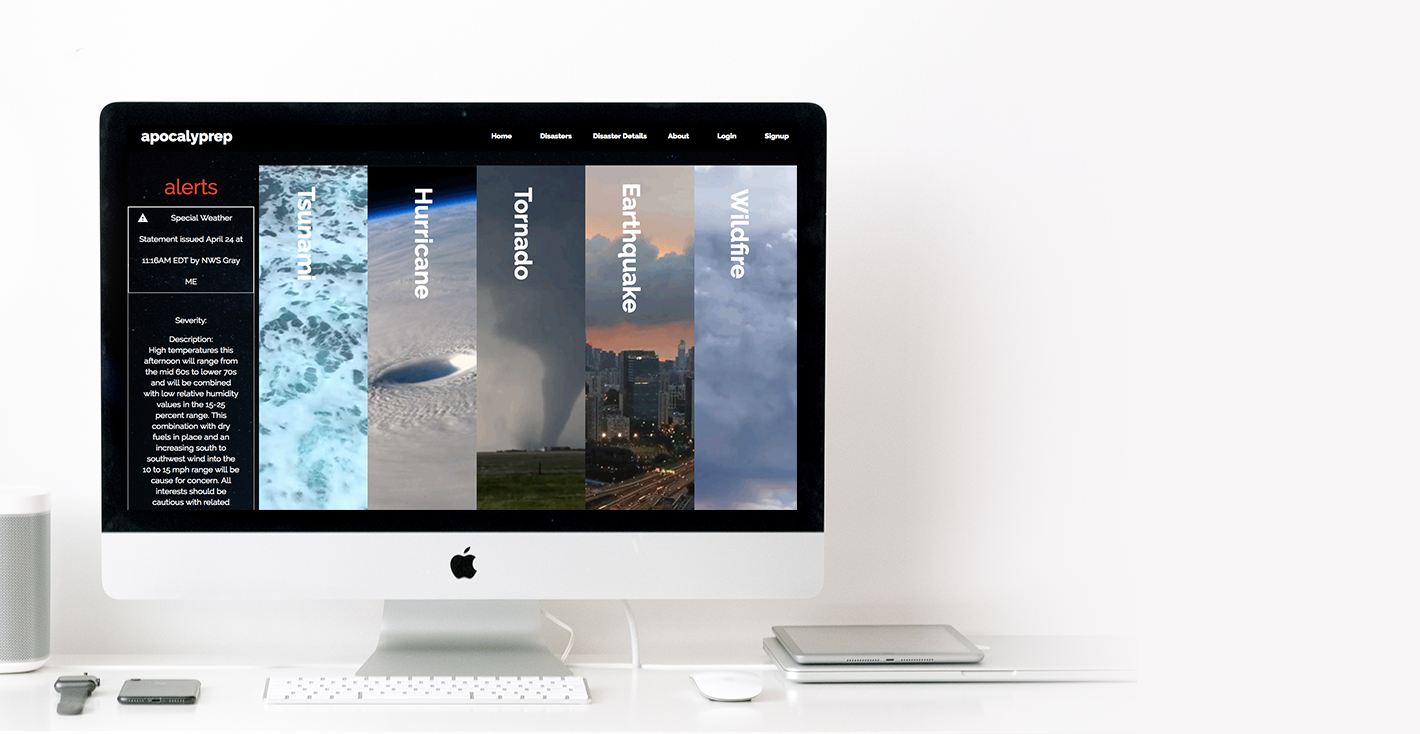 apocalyprep
Home Disasters Disaster Details About Login Signup
alerts
Special Weather
Statement issued April 24 at
11:16AM EDT by NWS Gray
ME
Severity:
Description:
High temperatures this
afternoon will range from
the mid 60s to lower 70s
and will be combined
with low relative humidity
values in the 15-25
percent range. This
combination with dry
fuels in place and an
increasing south to
southwest wind into the
10 to 15 mph range will be
cause for concern. All
interests should be
cautious with related
Tsunami
Hurricane
Tornado
Earthquake
Wildfire